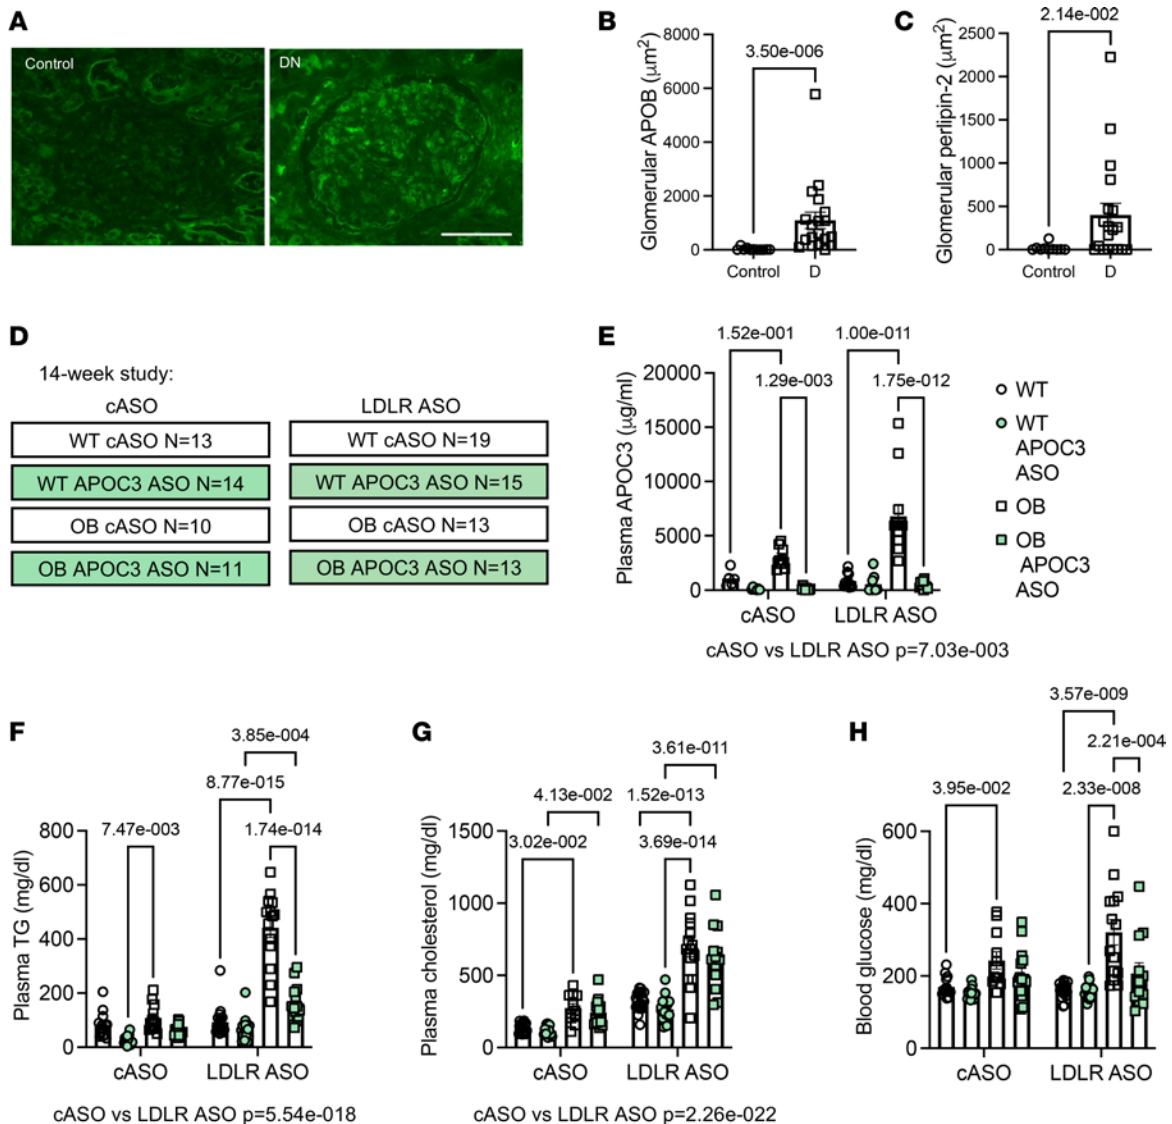 A
Control
DN
B
Glomerular APOB (μm²)
8000
6000
4000
2000
0
3.50e-006
Control
D
C
Glomerular perlipin-2 (μm²)
2500
2000
1500
1000
500
0
2.14e-002
Control
D
D
14-week study:
cASO
WT cASO N=13
WT APOC3 ASO N=14
OB cASO N=10
OB APOC3 ASO N=11
LDLR ASO
WT cASO N=19
WT APOC3 ASO N=15
OB cASO N=13
OB APOC3 ASO N=13
E
Plasma APOC3 (μg/ml)
20000
15000
10000
5000
0
1.52e-001
1.00e-011
1.29e-003
1.75e-012
cASO
LDLR ASO
cASO vs LDLR ASO p=7.03e-003
WT
WT
APOC3
ASO
OB
OB
APOC3
ASO
F
Plasma TG (mg/dl)
800
600
400
200
0
3.85e-004
8.77e-015
7.47e-003
1.74e-014
cASO
LDLR ASO
cASO vs LDLR ASO p=5.54e-018
G
Plasma cholesterol (mg/dl)
1500
1000
500
0
3.61e-011
4.13e-002
1.52e-013
3.02e-002
3.69e-014
cASO
LDLR ASO
cASO vs LDLR ASO p=2.26e-022
H
Blood glucose (mg/dl)
600
400
200
0
3.57e-009
2.21e-004
3.95e-002
2.33e-008
cASO
LDLR ASO